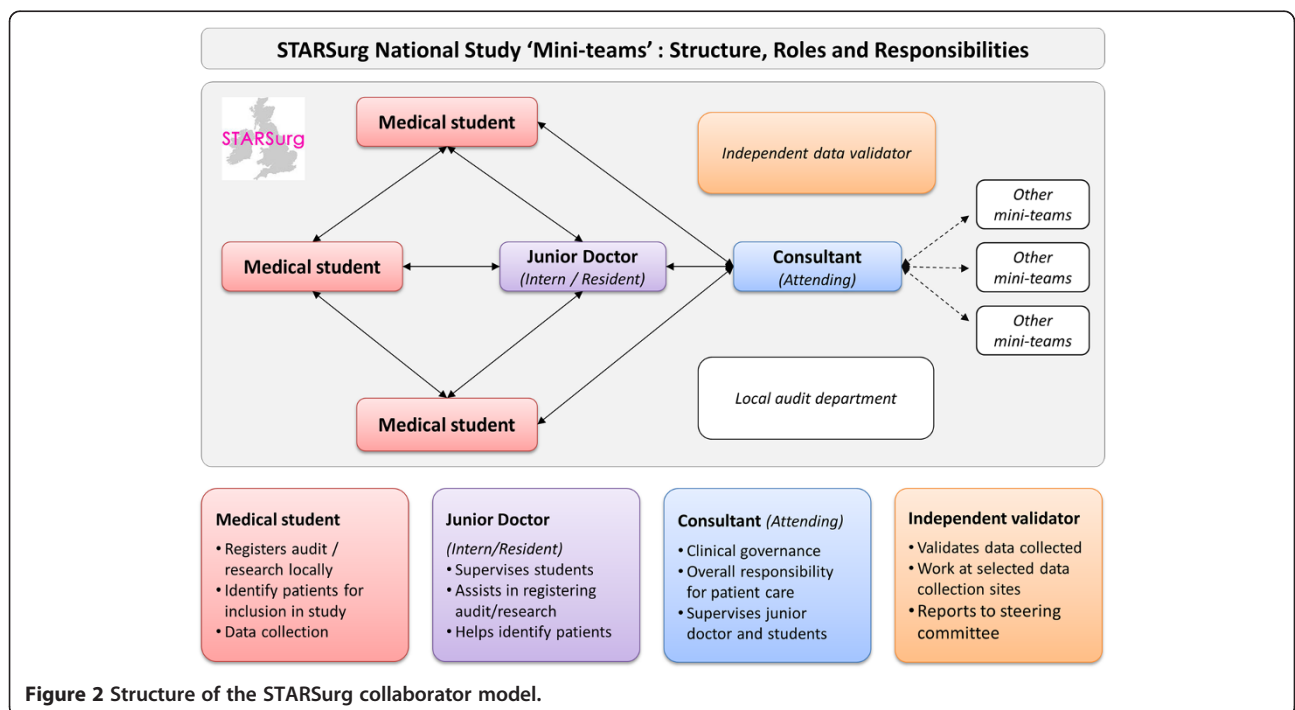 STARSurg National Study ‘Mini-teams’ : Structure, Roles and Responsibilities
STARSurg
Medical student
Independent data validator
Other
mini-teams
Medical student
Junior Doctor
(Intern / Resident)
Consultant
(Attending)
Other
mini-teams
Other
mini-teams
Medical student
Local audit department
Medical student
• Registers audit /
research locally
• Identify patients for
inclusion in study
• Data collection
Junior Doctor
(Intern/Resident)
• Supervises students
• Assists in registering
audit/research
• Helps identify patients
Consultant (Attending)
• Clinical governance
• Overall responsibility
for patient care
• Supervises junior
doctor and students
Independent validator
• Validates data collected
• Work at selected data
collection sites
• Reports to steering
committee
Figure 2 Structure of the STARSurg collaborator model.